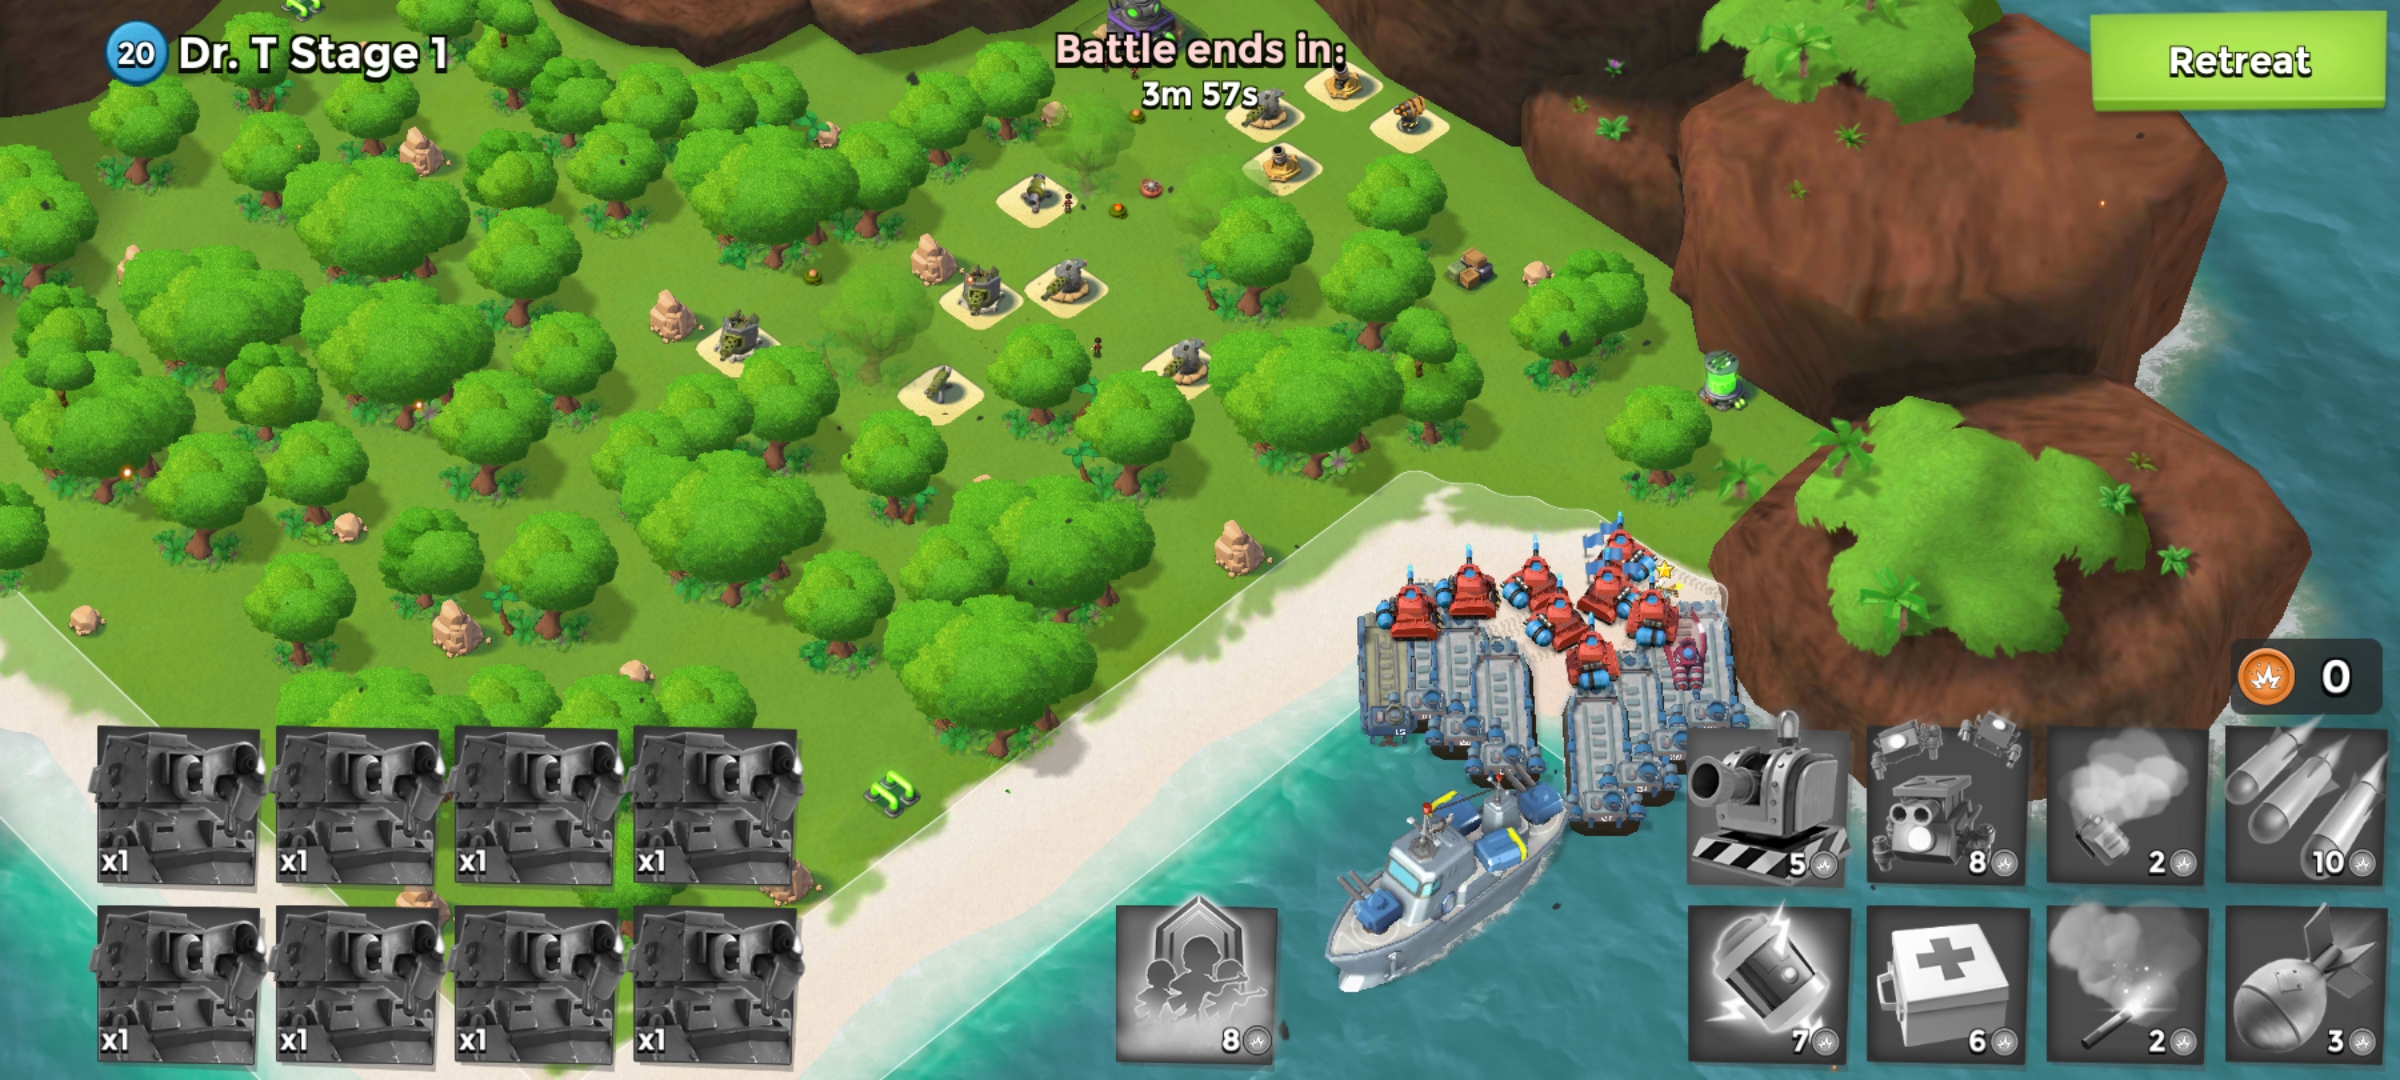 20 Dr. T Stage 1
Battle ends in:
3m 57s
Retreat
0
x1 x1 x1 x1
5 8 2 10
x1 x1 x1 x1
8
7 6 2 3